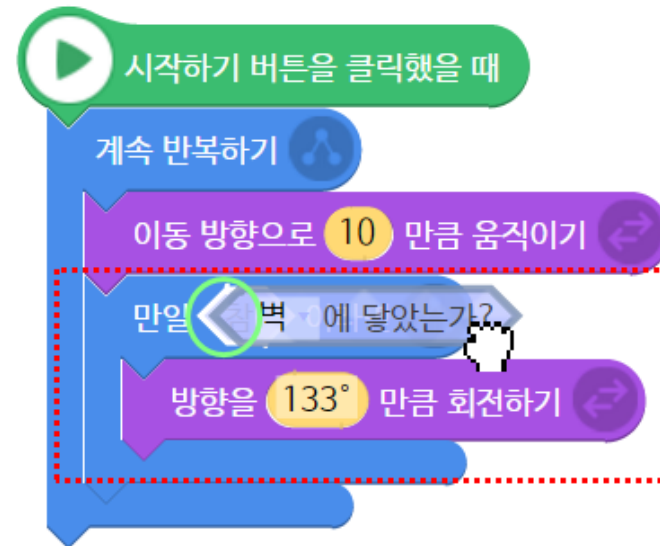 시작하기 버튼을 클릭했을 때
계속 반복하기
이동 방향으로 10 만큼 움직이기
만일 참 벽 에 닿았는가?
방향을 133° 만큼 회전하기